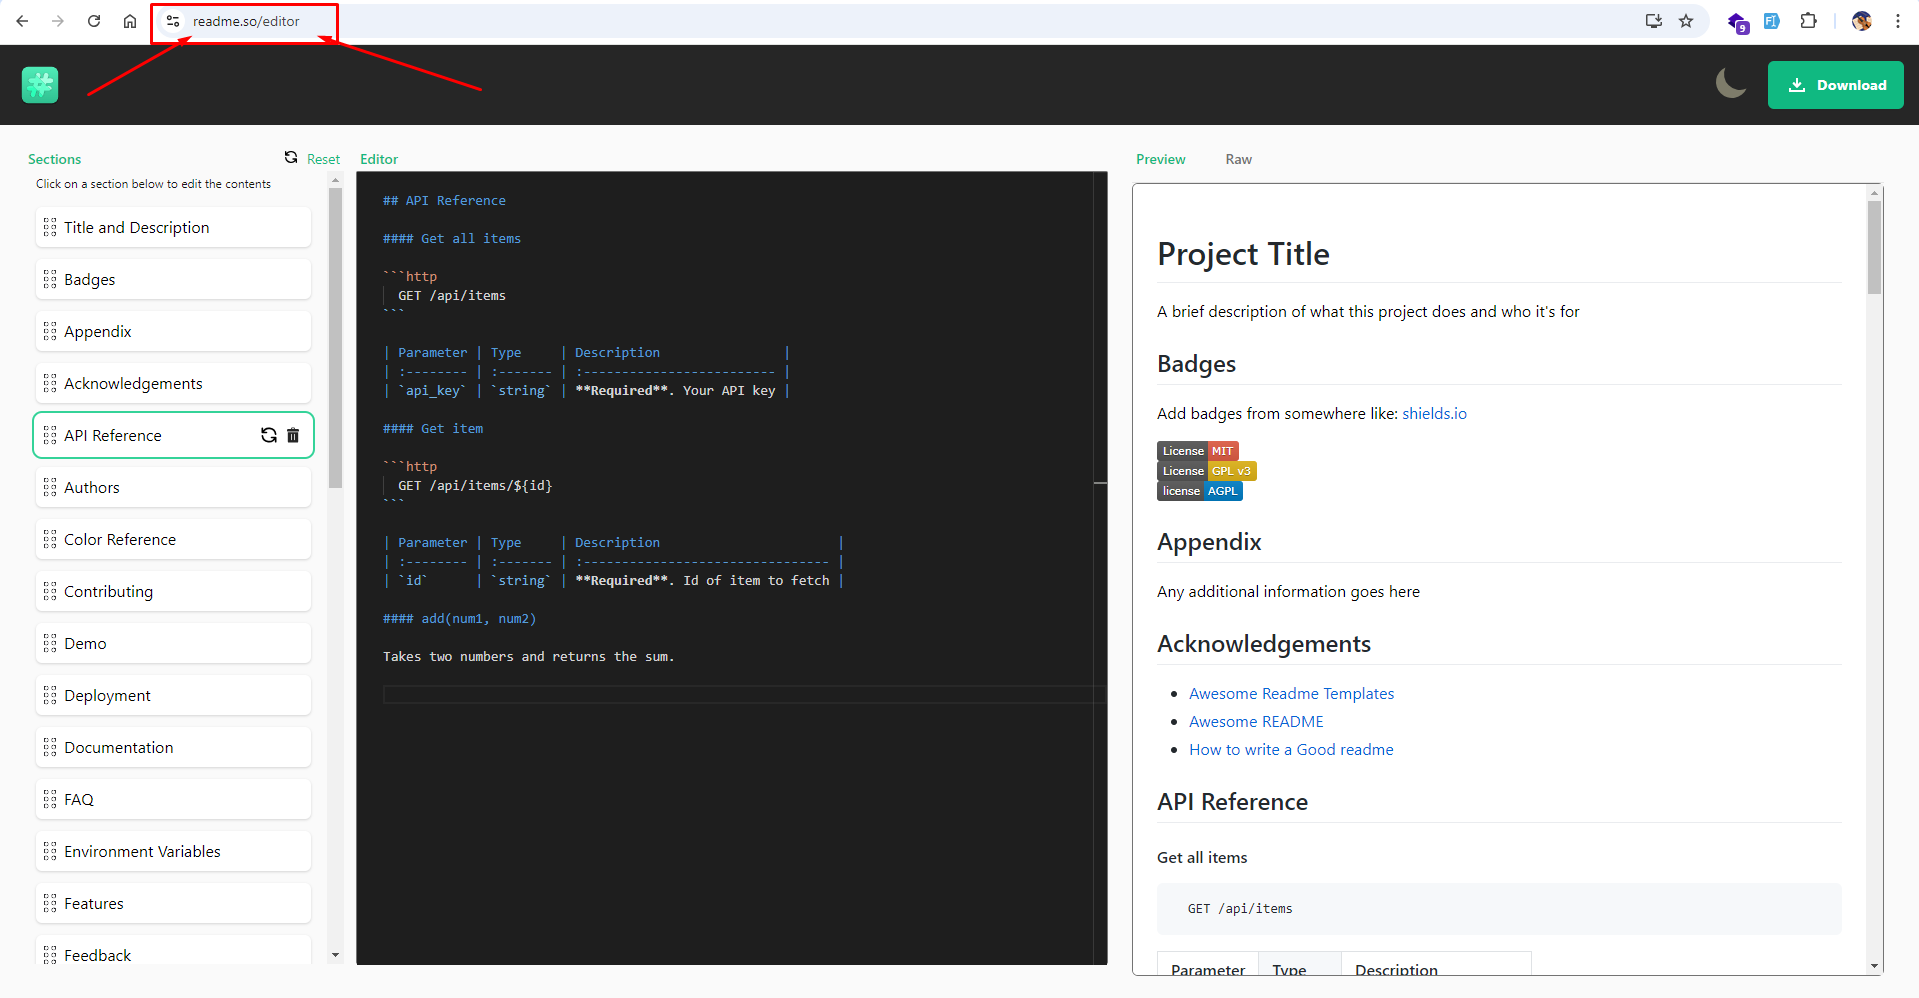 readme.so/editor
9
Download
Sections
Reset
Click on a section below to edit the contents
Title and Description
Badges
Appendix
Acknowledgements
API Reference
Authors
Color Reference
Contributing
Demo
Deployment
Documentation
FAQ
Environment Variables
Features
Feedback
Editor
## API Reference
#### Get all items
```http
GET /api/items
```
| Parameter | Type     | Description                |
| :-------- | :------- | :------------------------- |
| `api_key` | `string` | **Required**. Your API key |
#### Get item
```http
GET /api/items/${id}
```
| Parameter | Type     | Description                       |
| :-------- | :------- | :-------------------------------- |
| `id`      | `string` | **Required**. Id of item to fetch |
#### add(num1, num2)
Takes two numbers and returns the sum.
Preview Raw
Project Title
A brief description of what this project does and who it's for
Badges
Add badges from somewhere like: shields.io
License MIT
License GPL v3
license AGPL
Appendix
Any additional information goes here
Acknowledgements
Awesome Readme Templates
Awesome README
How to write a Good readme
API Reference
Get all items
GET /api/items
Parameter Type Description